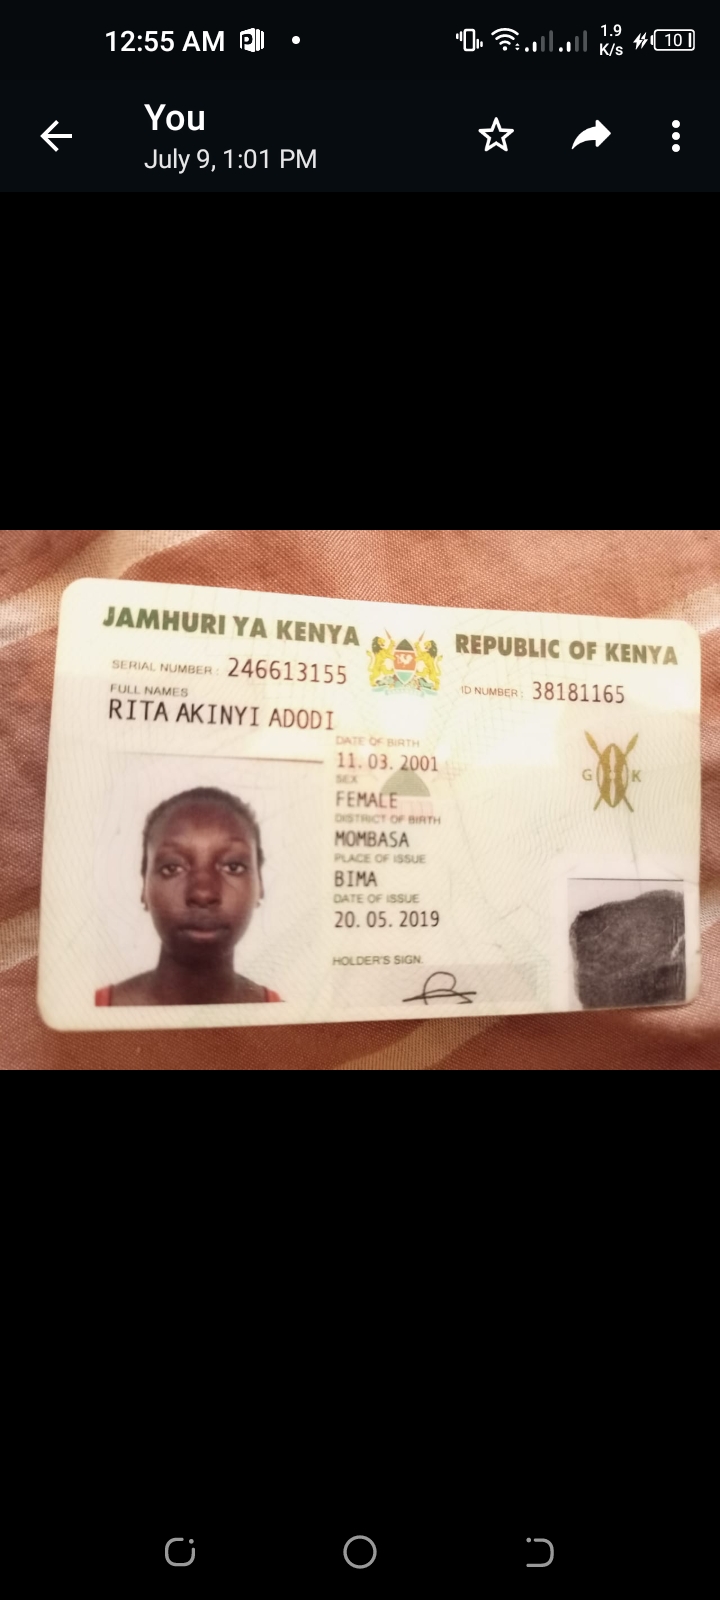 12:55 AM
1.9
K/s
10
You
July 9, 1:01 PM
JAMHURI YA KENYA
REPUBLIC OF KENYA
SERIAL NUMBER: 246613155
ID NUMBER: 38181165
FULL NAMES
RITA AKINYI ADODI
DATE OF BIRTH
11. 03. 2001
SEX
FEMALE
DISTRICT OF BIRTH
MOMBASA
PLACE OF ISSUE
BIMA
DATE OF ISSUE
20. 05. 2019
HOLDER'S SIGN.
G K